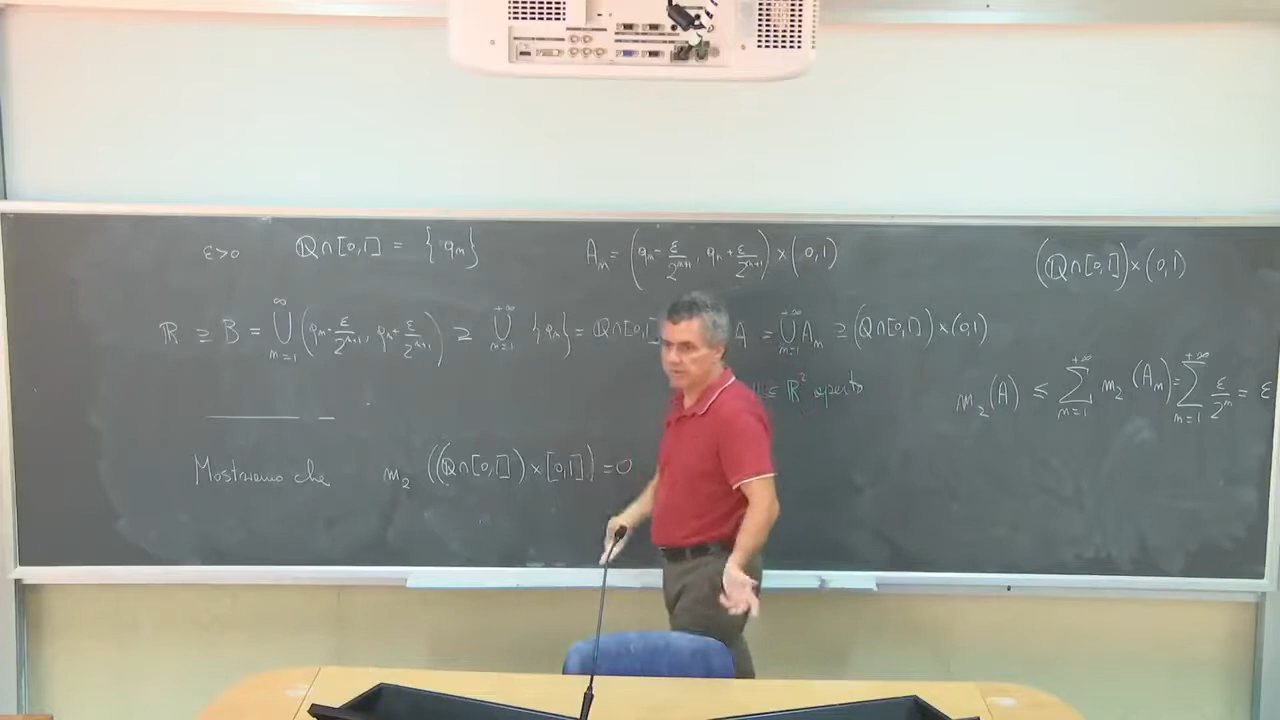 ε>0 ℚ∩[0,1] = {qₙ} Aₙ = (qₙ - ε/2ⁿ⁺¹, qₙ + ε/2ⁿ⁺¹) × (0,1) (ℚ∩[0,1])×(0,1)
ℝ ⊇ B = ⋃_{n=1}^{∞} (qₙ - ε/2ⁿ⁺¹, qₙ + ε/2ⁿ⁺¹) ⊇ ⋃_{n=1}^{+∞} {qₙ} = ℚ∩[0,1] A = ⋃_{n=1}^{+∞} Aₙ ⊇ (ℚ∩[0,1])×(0,1)
⊆ ℝ² aperto
m₂(A) ≤ ∑_{n=1}^{+∞} m₂(Aₙ) = ∑_{n=1}^{+∞} ε/2ⁿ = ε
Mostriamo che m₂((ℚ∩[0,1])×[0,1]) = 0